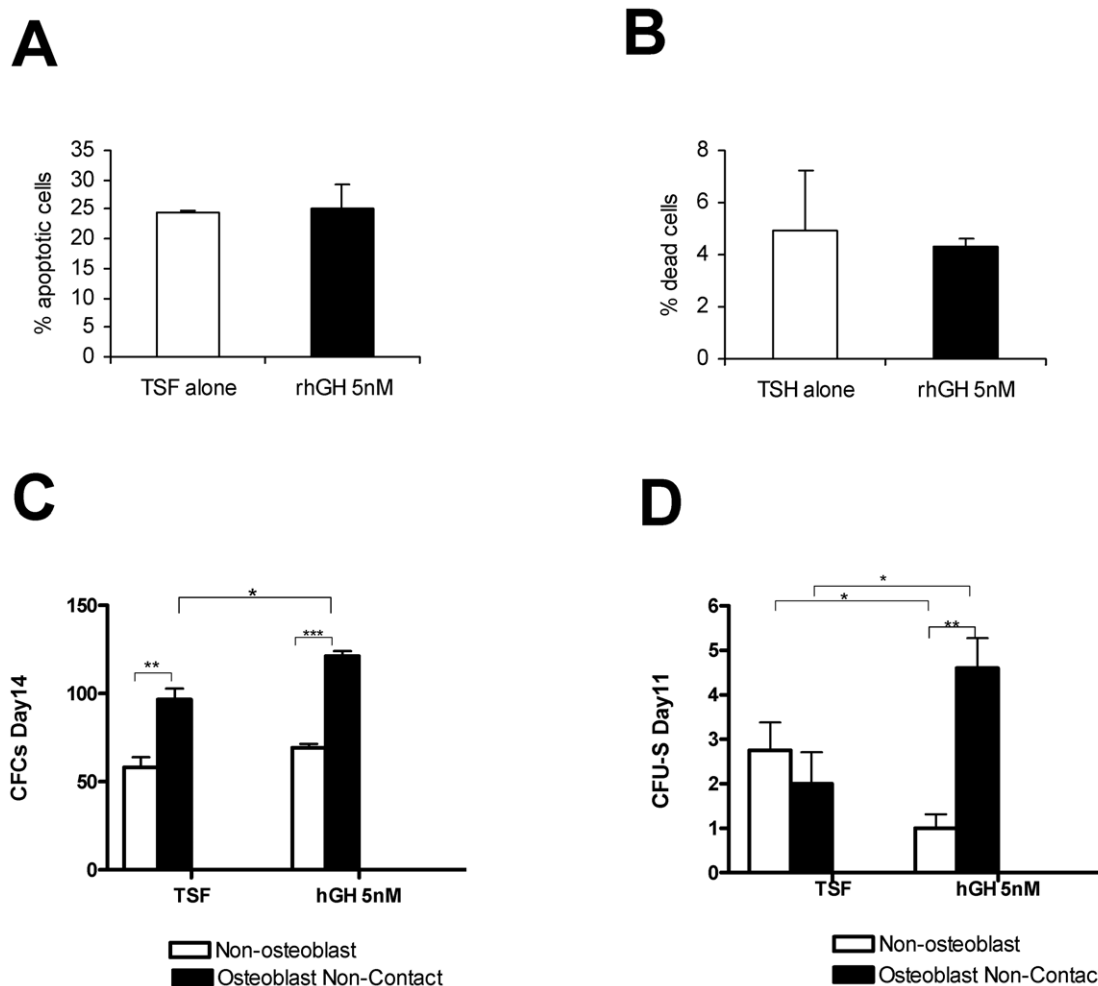 A
B
% apoptotic cells
35
30
25
20
15
10
5
0
TSF alone
rhGH 5nM
% dead cells
8
6
4
2
0
TSH alone
rhGH 5nM
C
D
CFCs Day14
150
100
50
0
*
**
***
TSF
hGH 5nM
Non-osteoblast
Osteoblast Non-Contact
CFU-S Day11
6
5
4
3
2
1
0
*
*
**
TSF
hGH 5nM
Non-osteoblast
Osteoblast Non-Contac